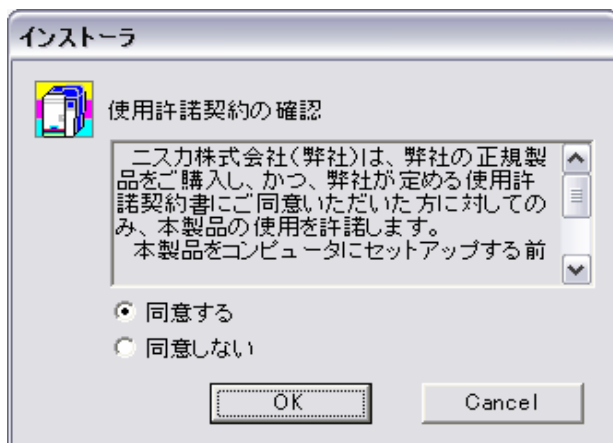 インストーラ
使用許諾契約の確認
ニスカ株式会社(弊社)は、弊社の正規製
品をご購入し、かつ、弊社が定める使用許
諾契約書にご同意いただいた方に対しての
み、本製品の使用を許諾します。
本製品をコンピュータにセットアップする前
同意する
同意しない
OK
Cancel